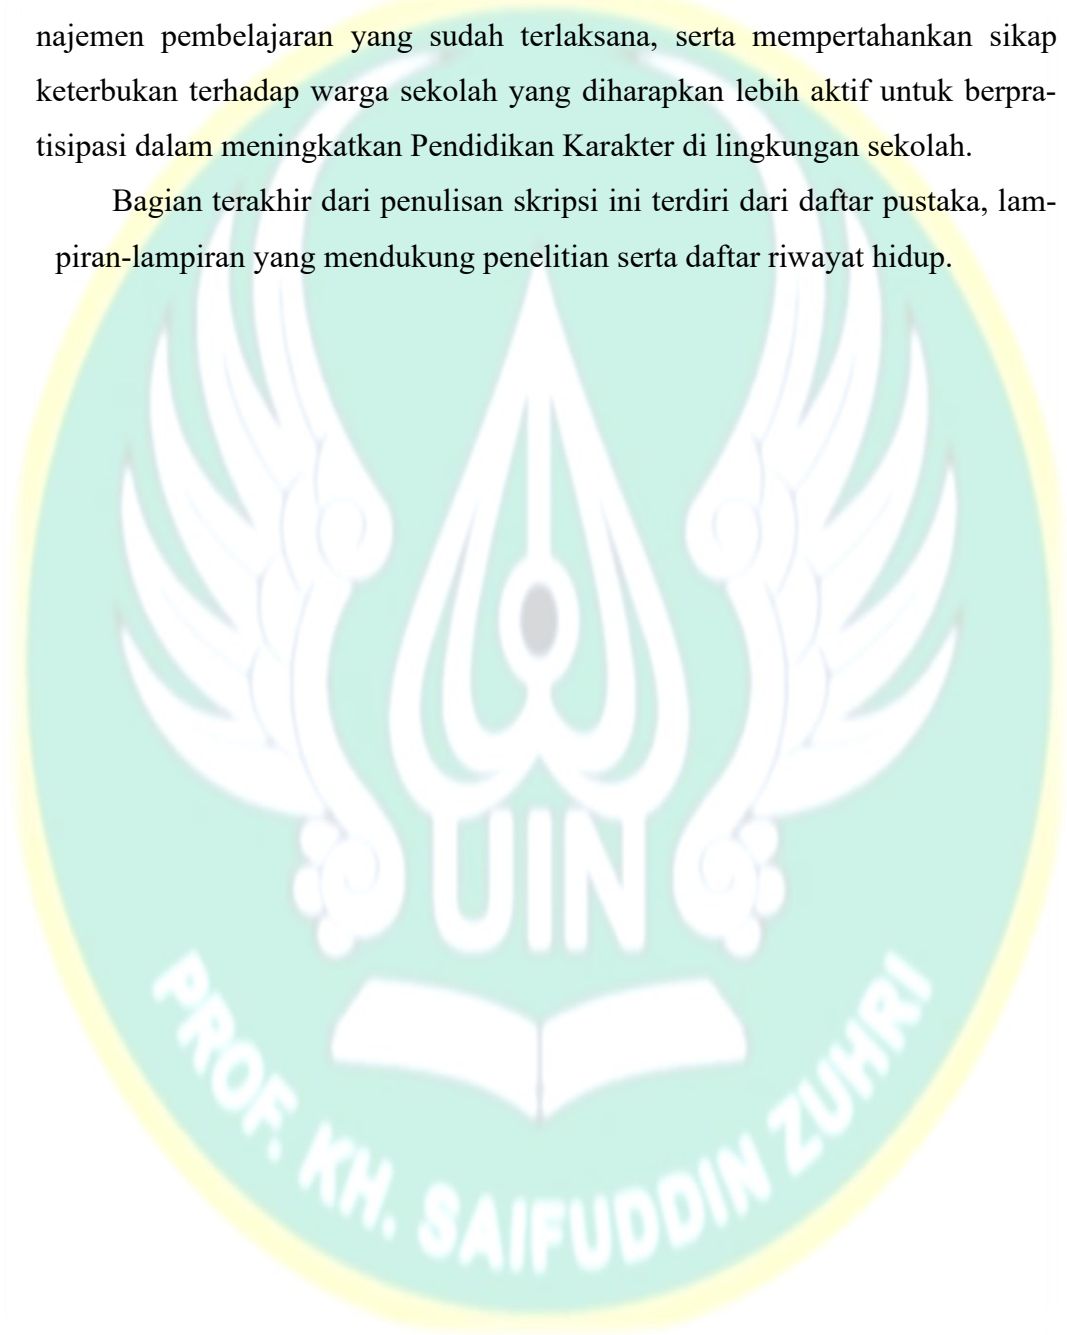 najemen pembelajaran yang sudah terlaksana, serta mempertahankan sikap
keterbukan terhadap warga sekolah yang diharapkan lebih aktif untuk berpra-
tisipasi dalam meningkatkan Pendidikan Karakter di lingkungan sekolah.
Bagian terakhir dari penulisan skripsi ini terdiri dari daftar pustaka, lam-
piran-lampiran yang mendukung penelitian serta daftar riwayat hidup.
UIN
PROF. KH. SAIFUDDIN ZUHRI